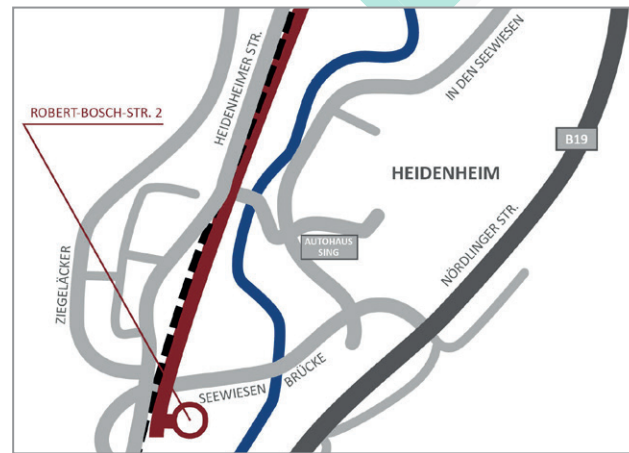 HEIDENHEIMER STR.
IN DEN SEEWIESEN
ROBERT-BOSCH-STR. 2
B19
HEIDENHEIM
AUTOHAUS
SING
NÖRDLINGER STR.
ZIEGELÄCKER
SEEWIESEN
BRÜCKE